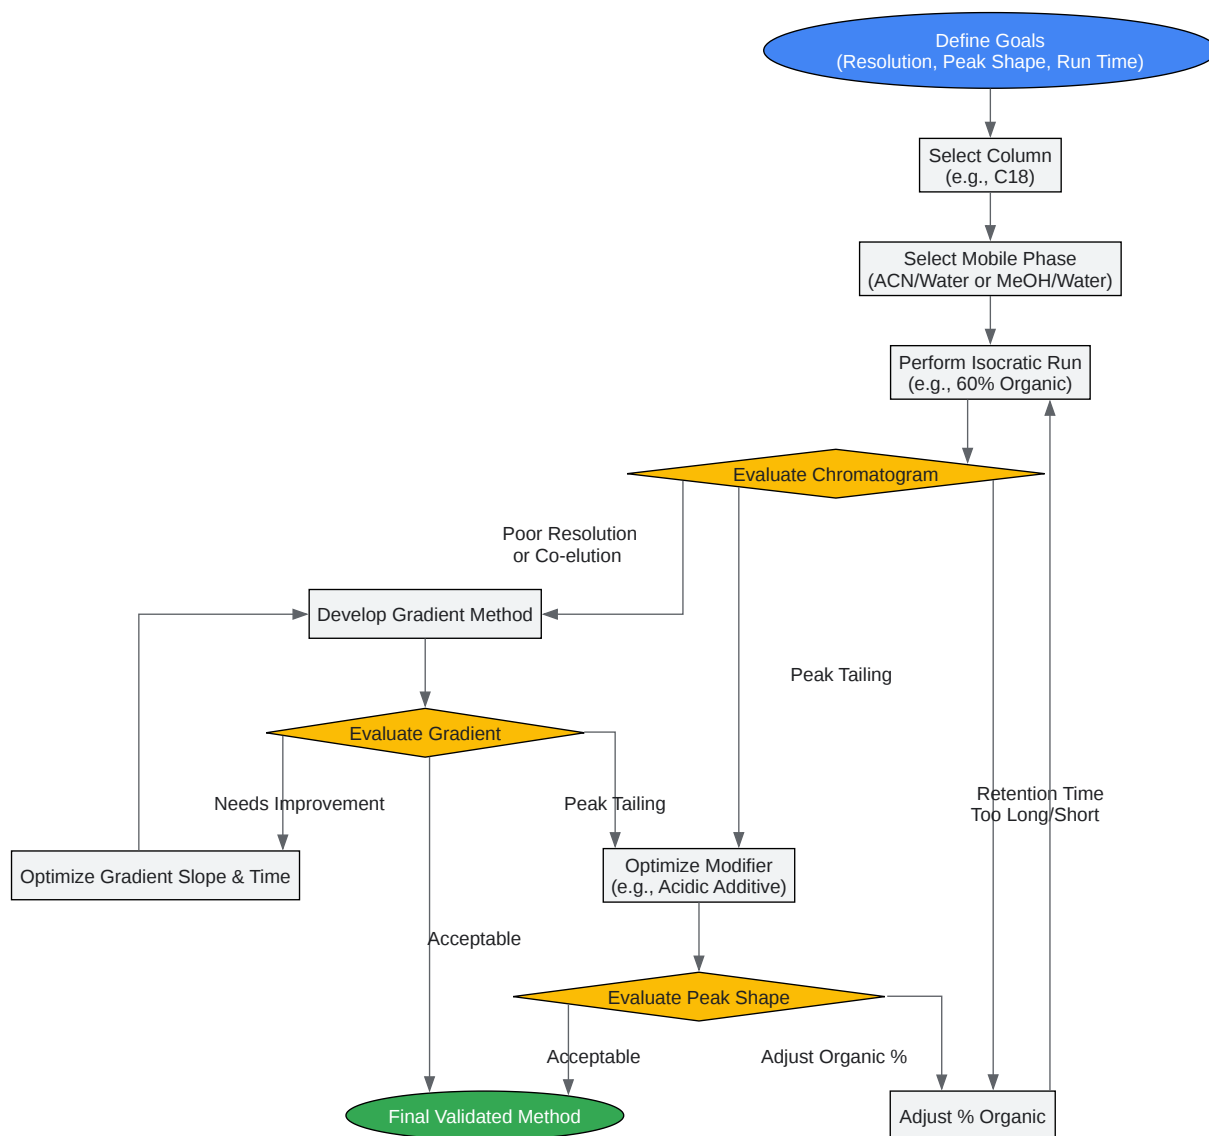 Define Goals
(Resolution, Peak Shape, Run Time)
Select Column
(e.g., C18)
Select Mobile Phase
(ACN/Water or MeOH/Water)
Perform Isocratic Run
(e.g., 60% Organic)
Evaluate Chromatogram
Poor Resolution
or Co-elution
Develop Gradient Method
Peak Tailing
Evaluate Gradient
Needs Improvement
Peak Tailing
Retention Time
Too Long/Short
Optimize Gradient Slope & Time
Optimize Modifier
(e.g., Acidic Additive)
Acceptable
Evaluate Peak Shape
Acceptable
Adjust Organic %
Final Validated Method
Adjust % Organic